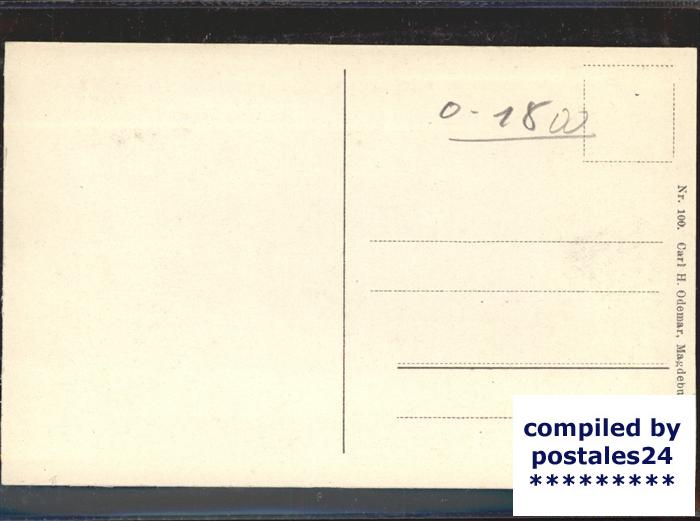 0-1800
Nr. 100. Carl H. Odemar, Magdebu
compiled by
postales24
*********